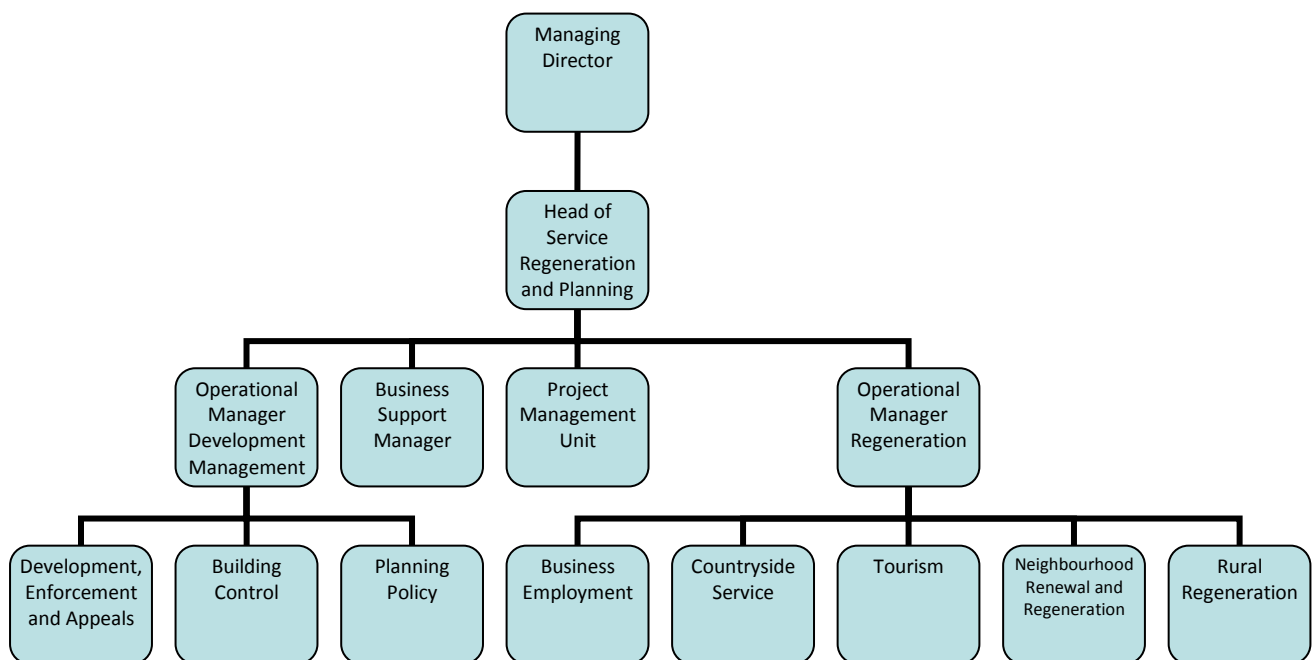 Managing
Director
Head of
Service
Regeneration
and Planning
Operational
Manager
Development
Management
Business
Support
Manager
Project
Management
Unit
Operational
Manager
Regeneration
Development,
Enforcement
and Appeals
Building
Control
Planning
Policy
Business
Employment
Countryside
Service
Tourism
Neighbourhood
Renewal and
Regeneration
Rural
Regeneration